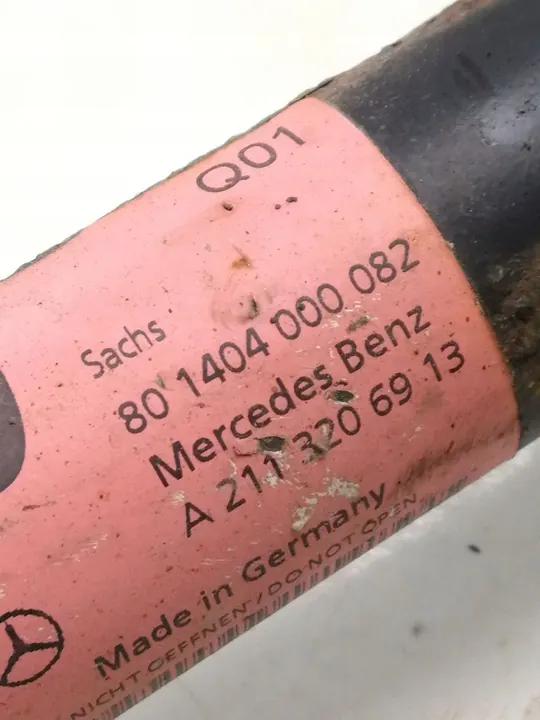 Q01
Sachs
80 1404 000 082
Mercedes Benz
A 211 320 69 13
Made in Germany
NICHT OEFFNEN / DO NOT OPEN